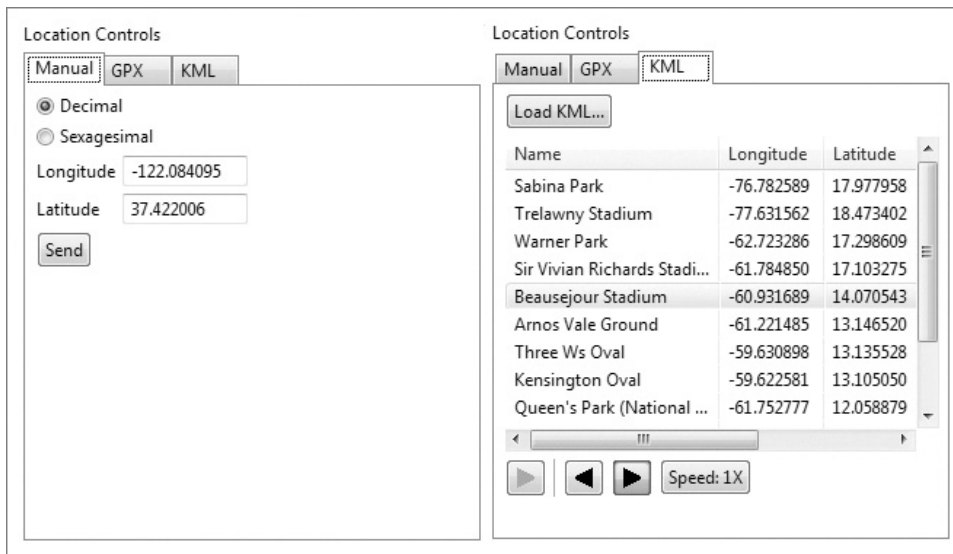 Location Controls
Manual GPX KML
Decimal
Sexagesimal
Longitude -122.084095
Latitude 37.422006
Send
Location Controls
Manual GPX KML
Load KML...
Name Longitude Latitude
Sabina Park -76.782589 17.977958
Trelawny Stadium -77.631562 18.473402
Warner Park -62.723286 17.298609
Sir Vivian Richards Stadi... -61.784850 17.103275
Beausejour Stadium -60.931689 14.070543
Arnos Vale Ground -61.221485 13.146520
Three Ws Oval -59.630898 13.135528
Kensington Oval -59.622581 13.105050
Queen's Park (National ... -61.752777 12.058879
Speed: 1X